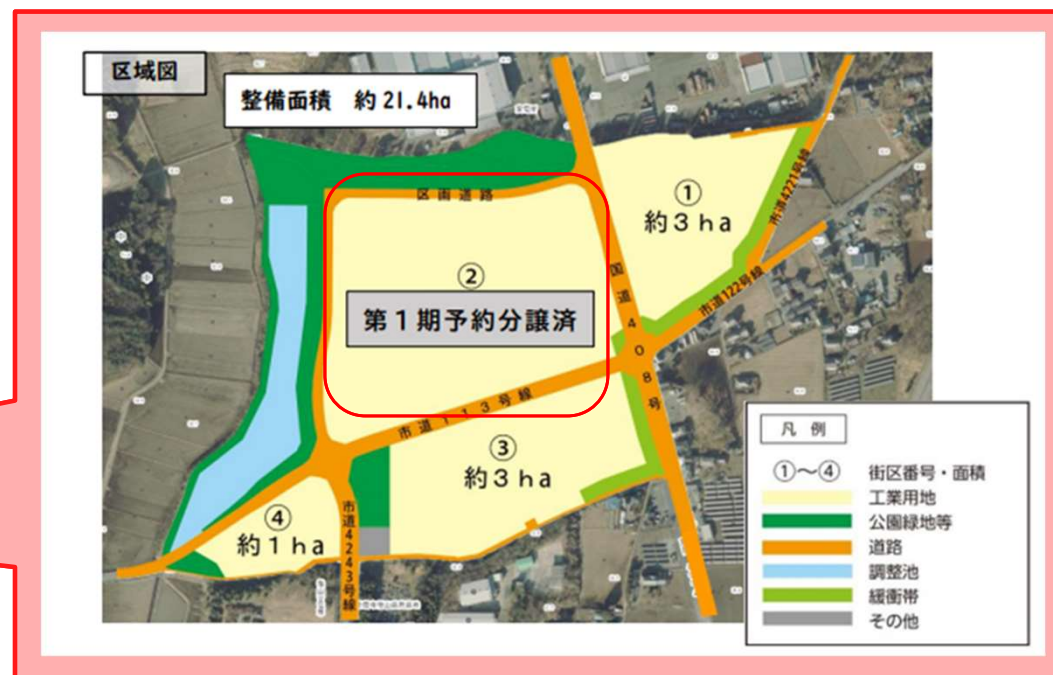 区域図
整備面積 約21.4ha
区画道路
①
約3ha
市道4221号線
市道122号線
国道408号
②
第1期予約分譲済
市道113号線
③
約3ha
④
約1ha
市道4243号線
凡例
①～④ 街区番号・面積
工業用地
公園緑地等
道路
調整池
緩衝帯
その他